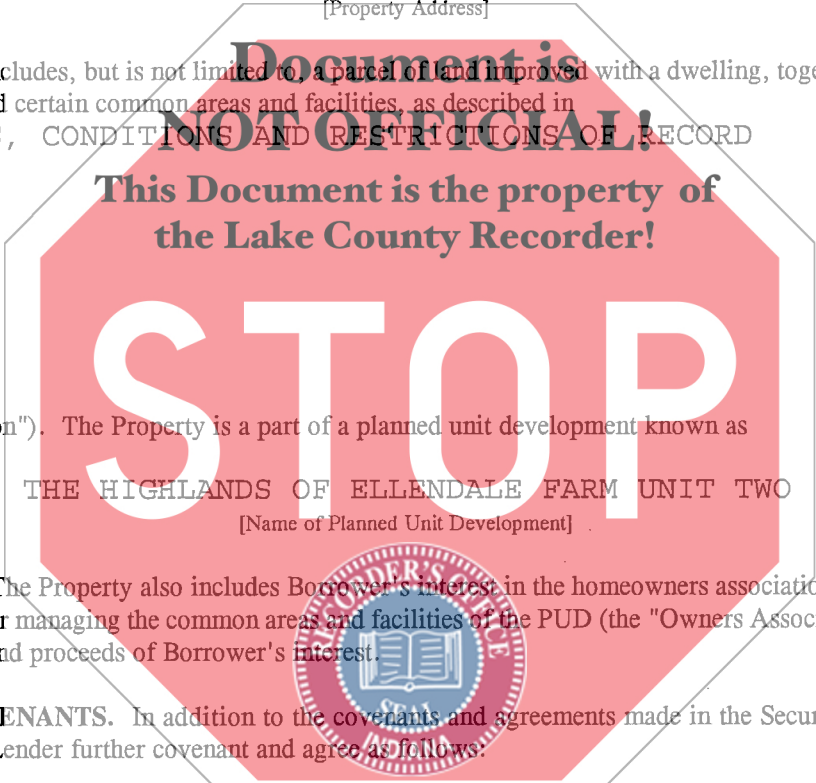 [Property Address]
Document is
cludes, but is not limited to, a parcel of land improved with a dwelling,
certain common areas and facilities, as described in
NOT OFFICIAL!
, CONDITIONS AND RESTRICTIONS OF RECORD
This Document is the property of
the Lake County Recorder!
STOP
n"). The Property is a part of a planned unit development known as
THE HIGHLANDS OF ELLENDALE FARM UNIT TWO
[Name of Planned Unit Development]
The Property also includes Borrower's interest in the homeowners associatio
r managing the common areas and facilities of the PUD (the "Owners Assoc
nd proceeds of Borrower's interest.
RECORDER'S OFFICE
SEAL
INDIANA
ENANTS. In addition to the covenants and agreements made in the Secur
ender further covenant and agree as follows: